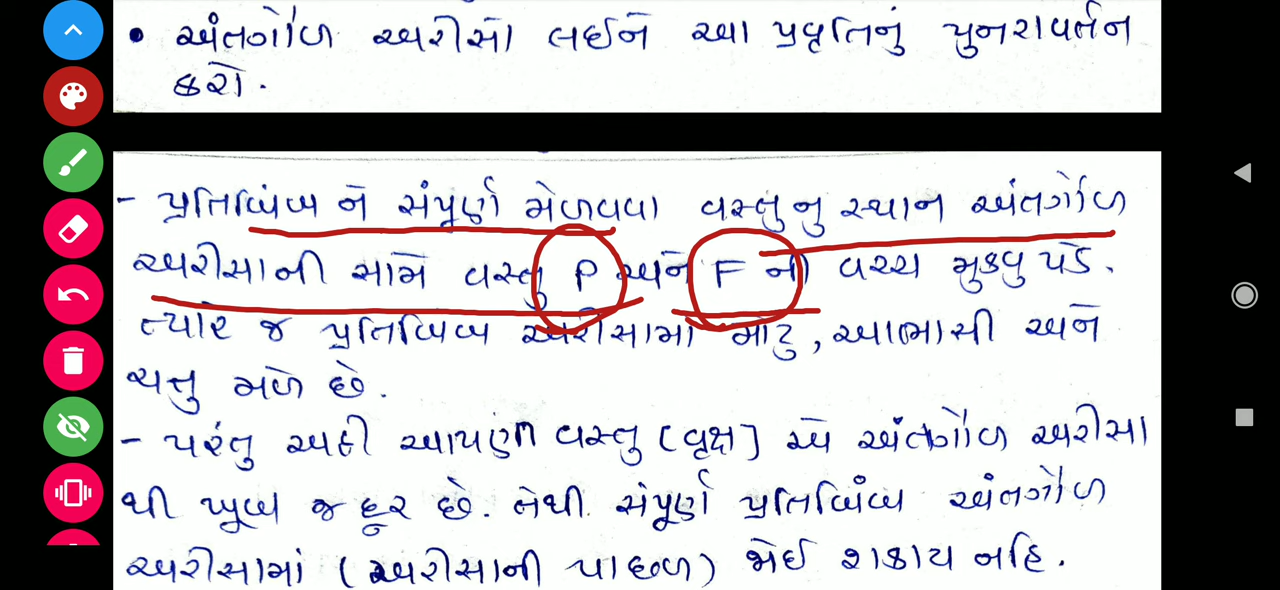 • અંતર્ગોળ અરીસો લઈને આ પ્રવૃતિનું પુનરાવર્તન
કરો.
- પ્રતિબિંબ ને સંપૂર્ણ મેળવવા વસ્તુનુ સ્થાન અંતર્ગોળ
અરીસાની સામે વસ્તુ P અને F ની વચ્ચે મુકવુ પડે.
ત્યારે જ પ્રતિબિંબ અરીસામાં મોટુ, આભાસી અને
ચત્તુ મળે છે.
- પરંતુ અહી આપણી વસ્તુ (વૃક્ષ) એ અંતર્ગોળ અરીસા
થી ખૂબ જ દૂર છે. તેથી સંપૂર્ણ પ્રતિબિંબ અંતર્ગોળ
અરીસામાં (અરીસાની પાછળ) જોઈ શકાય નહિ.